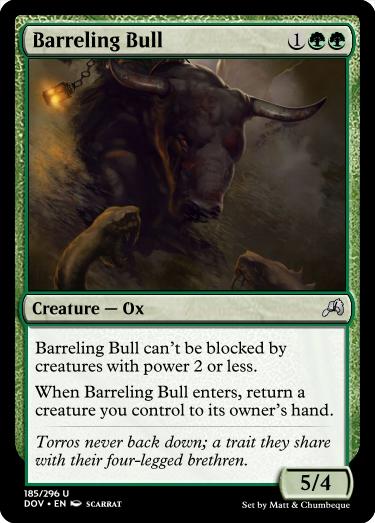 Barreling Bull 1
Creature — Ox
Barreling Bull can't be blocked by
creatures with power 2 or less.
When Barreling Bull enters, return a
creature you control to its owner's hand.
Torros never back down; a trait they share
with their four-legged brethren.
5/4
185/296 U
DOV • EN SCARRAT
Set by Matt & Chumbeque